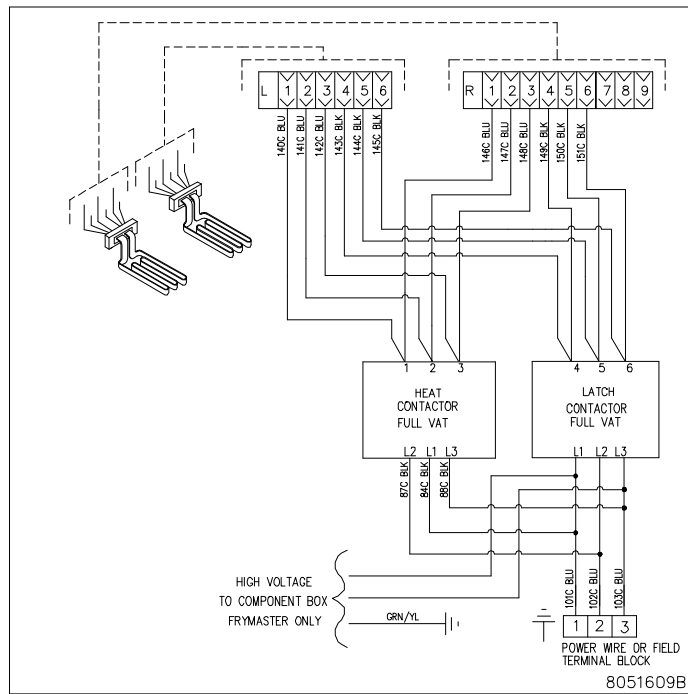 L 1 2 3 4 5 6
R 1 2 3 4 5 6 7 8 9
140C BLU
141C BLU
142C BLU
143C BLK
144C BLK
145C BLK
146C BLU
147C BLU
148C BLU
149C BLK
150C BLK
151C BLK
1 2 3
HEAT
CONTACTOR
FULL VAT
L2 L1 L3
4 5 6
LATCH
CONTACTOR
FULL VAT
L1 L2 L3
87C BLK
84C BLK
88C BLK
HIGH VOLTAGE
TO COMPONENT BOX
FRYMASTER ONLY
GRN/YL
101C BLU
102C BLU
103C BLU
1 2 3
POWER WIRE OR FIELD
TERMINAL BLOCK
8051609B